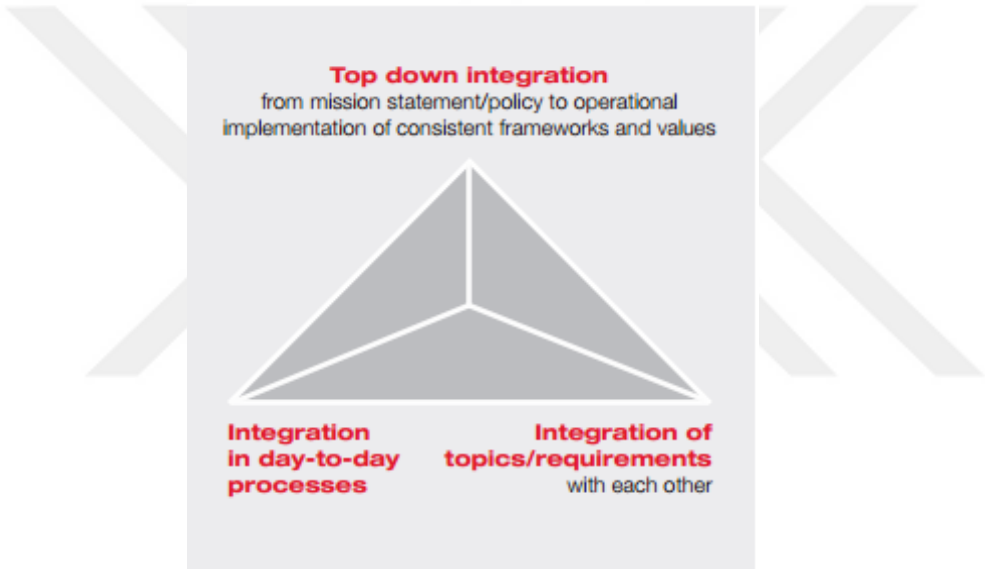 Top down integration
from mission statement/policy to operational
implementation of consistent frameworks and values
Integration
in day-to-day
processes
Integration of
topics/requirements
with each other